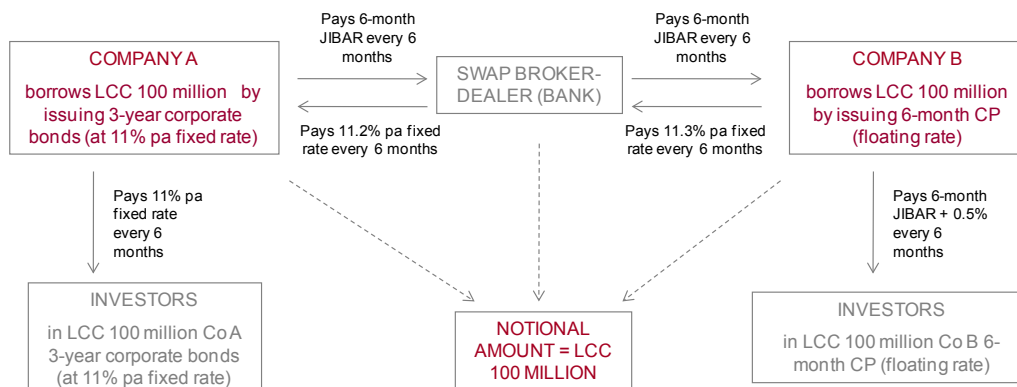 Pays 6-month
JIBAR every 6
months
Pays 6-month
JIBAR every 6
months
COMPANY A
borrows LCC 100 million by
issuing 3-year corporate
bonds (at 11% pa fixed rate)
SWAP BROKER-
DEALER (BANK)
COMPANY B
borrows LCC 100 million
by issuing 6-month CP
(floating rate)
Pays 11.2% pa fixed
rate every 6 months
Pays 11.3% pa fixed
rate every 6 months
Pays 11% pa
fixed rate
every 6
months
Pays 6-month
JIBAR + 0.5%
every 6
months
INVESTORS
in LCC 100 million Co A
3-year corporate bonds
(at 11% pa fixed rate)
NOTIONAL
AMOUNT = LCC
100 MILLION
INVESTORS
in LCC 100 million Co B 6-
month CP (floating rate)